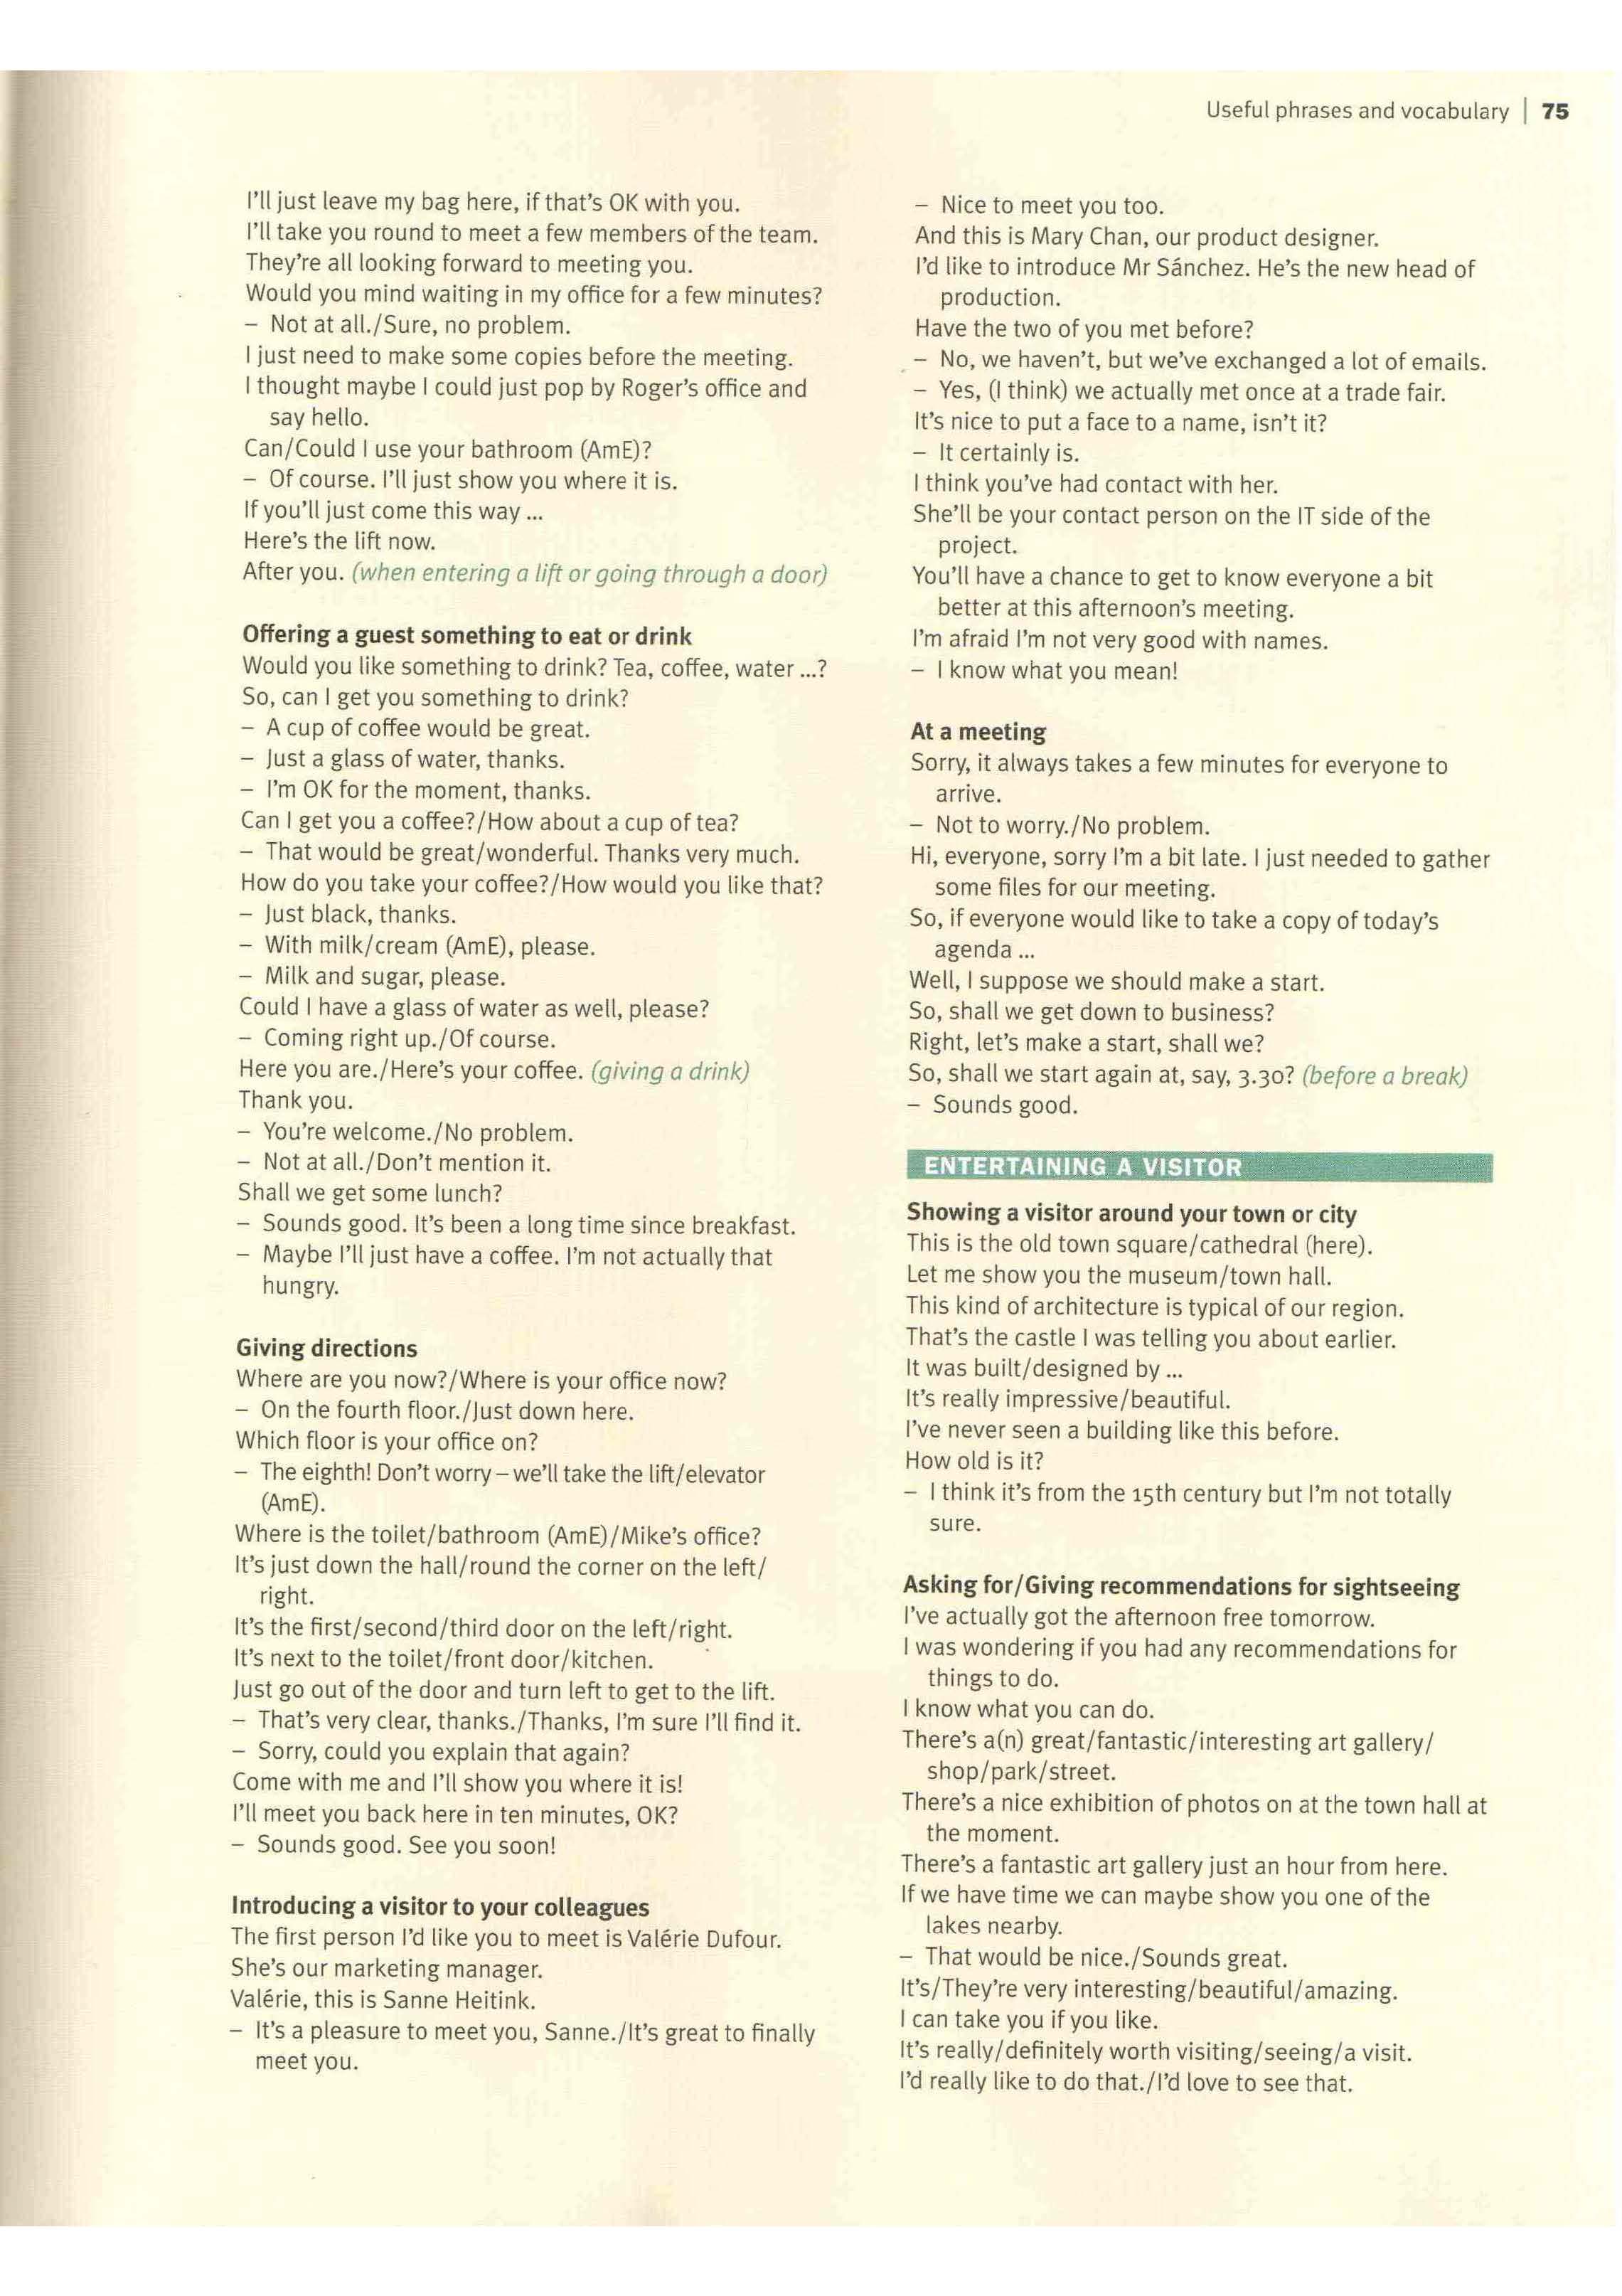 Useful phrases and vocabulary | 75
I'll just leave my bag here, if that's OK with you.
I'll take you round to meet a few members of the team.
They're all looking forward to meeting you.
Would you mind waiting in my office for a few minutes?
– Not at all./Sure, no problem.
I just need to make some copies before the meeting.
I thought maybe I could just pop by Roger's office and
say hello.
Can/Could I use your bathroom (AmE)?
– Of course. I'll just show you where it is.
If you'll just come this way ...
Here's the lift now.
After you. (when entering a lift or going through a door)
Offering a guest something to eat or drink
Would you like something to drink? Tea, coffee, water ...?
So, can I get you something to drink?
– A cup of coffee would be great.
– Just a glass of water, thanks.
– I'm OK for the moment, thanks.
Can I get you a coffee?/How about a cup of tea?
– That would be great/wonderful. Thanks very much.
How do you take your coffee?/How would you like that?
– Just black, thanks.
– With milk/cream (AmE), please.
– Milk and sugar, please.
Could I have a glass of water as well, please?
– Coming right up./Of course.
Here you are./Here's your coffee. (giving a drink)
Thank you.
– You're welcome./No problem.
– Not at all./Don't mention it.
Shall we get some lunch?
– Sounds good. It's been a long time since breakfast.
– Maybe I'll just have a coffee. I'm not actually that
hungry.
Giving directions
Where are you now?/Where is your office now?
– On the fourth floor./Just down here.
Which floor is your office on?
– The eighth! Don't worry – we'll take the lift/elevator
(AmE).
Where is the toilet/bathroom (AmE)/Mike's office?
It's just down the hall/round the corner on the left/
right.
It's the first/second/third door on the left/right.
It's next to the toilet/front door/kitchen.
Just go out of the door and turn left to get to the lift.
– That's very clear, thanks./Thanks, I'm sure I'll find it.
– Sorry, could you explain that again?
Come with me and I'll show you where it is!
I'll meet you back here in ten minutes, OK?
– Sounds good. See you soon!
Introducing a visitor to your colleagues
The first person I'd like you to meet is Valérie Dufour.
She's our marketing manager.
Valérie, this is Sanne Heitink.
– It's a pleasure to meet you, Sanne./It's great to finally
meet you.
– Nice to meet you too.
And this is Mary Chan, our product designer.
I'd like to introduce Mr Sánchez. He's the new head of
production.
Have the two of you met before?
– No, we haven't, but we've exchanged a lot of emails.
– Yes, (I think) we actually met once at a trade fair.
It's nice to put a face to a name, isn't it?
– It certainly is.
I think you've had contact with her.
She'll be your contact person on the IT side of the
project.
You'll have a chance to get to know everyone a bit
better at this afternoon's meeting.
I'm afraid I'm not very good with names.
– I know what you mean!
At a meeting
Sorry, it always takes a few minutes for everyone to
arrive.
– Not to worry./No problem.
Hi, everyone, sorry I'm a bit late. I just needed to gather
some files for our meeting.
So, if everyone would like to take a copy of today's
agenda ...
Well, I suppose we should make a start.
So, shall we get down to business?
Right, let's make a start, shall we?
So, shall we start again at, say, 3.30? (before a break)
– Sounds good.
ENTERTAINING A VISITOR
Showing a visitor around your town or city
This is the old town square/cathedral (here).
Let me show you the museum/town hall.
This kind of architecture is typical of our region.
That's the castle I was telling you about earlier.
It was built/designed by ...
It's really impressive/beautiful.
I've never seen a building like this before.
How old is it?
– I think it's from the 15th century but I'm not totally
sure.
Asking for/Giving recommendations for sightseeing
I've actually got the afternoon free tomorrow.
I was wondering if you had any recommendations for
things to do.
I know what you can do.
There's a(n) great/fantastic/interesting art gallery/
shop/park/street.
There's a nice exhibition of photos on at the town hall at
the moment.
There's a fantastic art gallery just an hour from here.
If we have time we can maybe show you one of the
lakes nearby.
– That would be nice./Sounds great.
It's/They're very interesting/beautiful/amazing.
I can take you if you like.
It's really/definitely worth visiting/seeing/a visit.
I'd really like to do that./I'd love to see that.